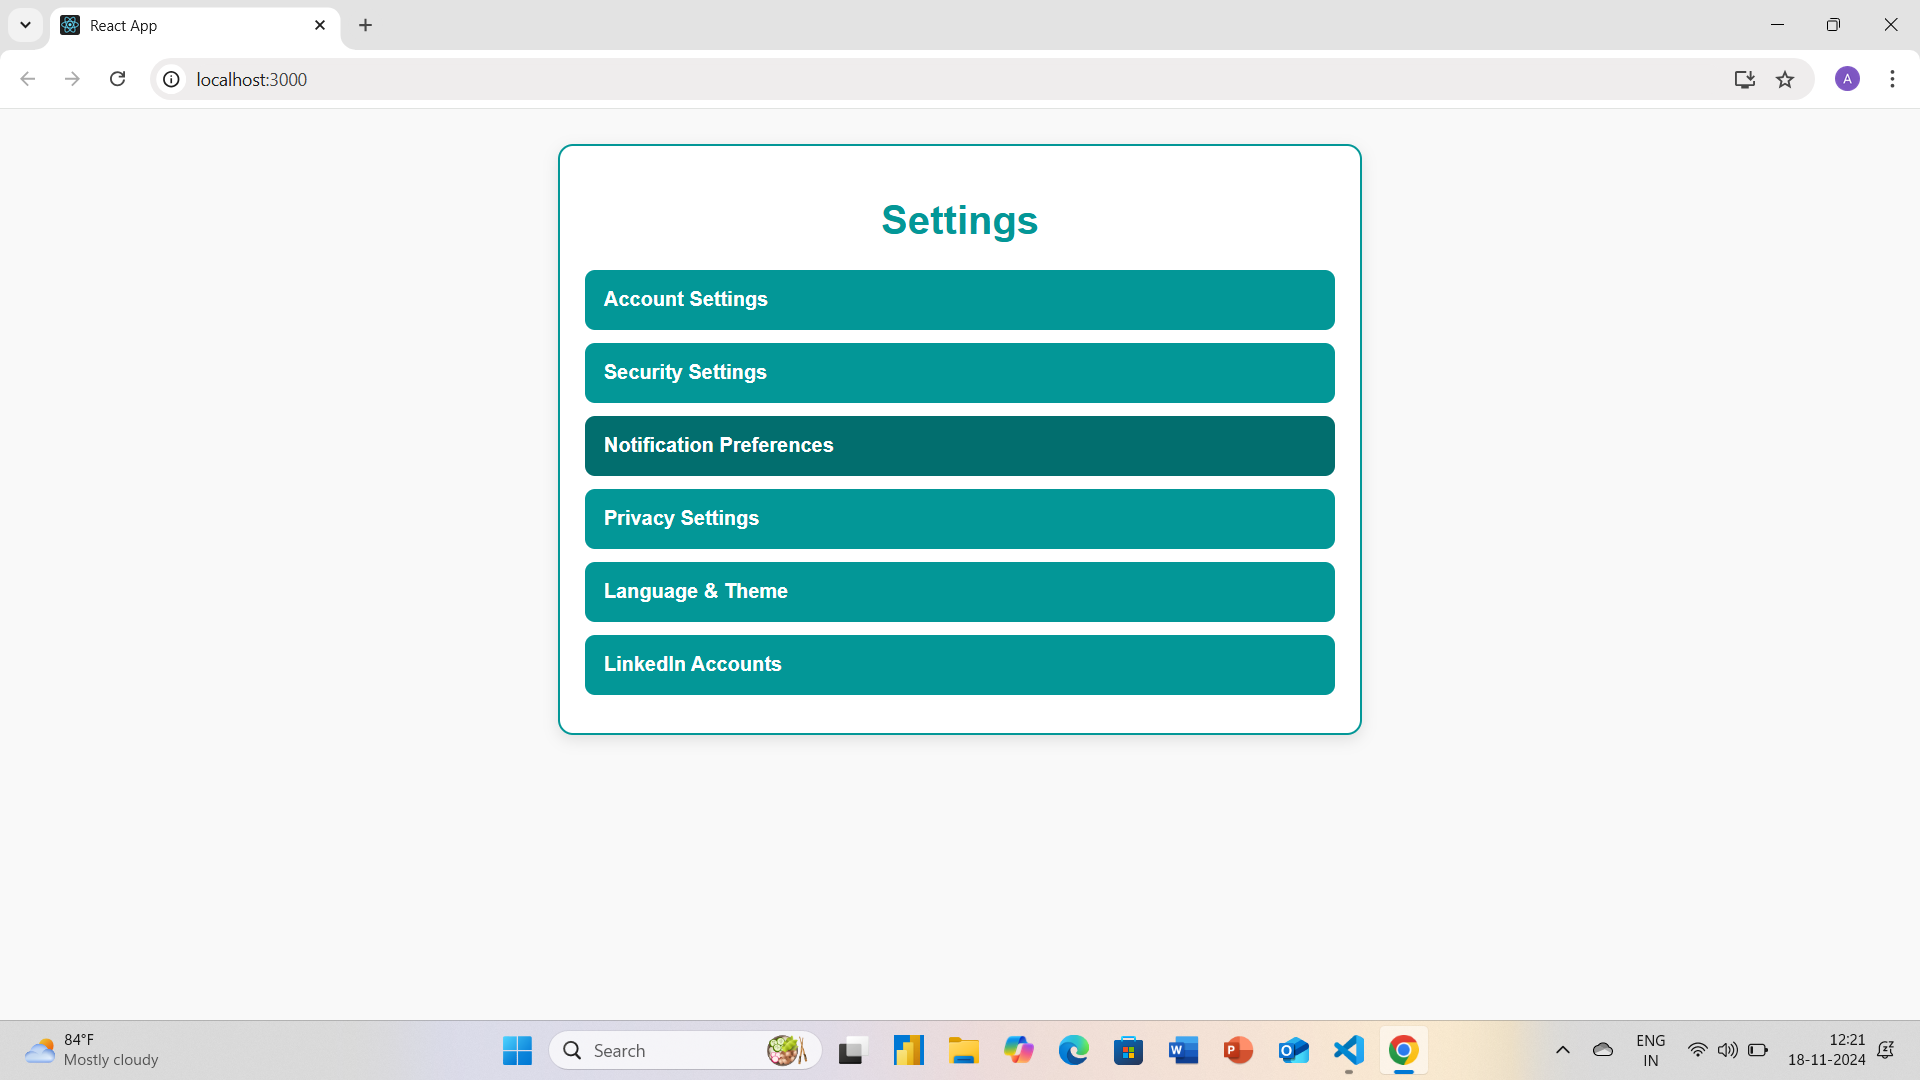 React App
localhost:3000
A
Settings
Account Settings
Security Settings
Notification Preferences
Privacy Settings
Language & Theme
LinkedIn Accounts
84°F
Mostly cloudy
Search
ENG
IN
12:21
18-11-2024